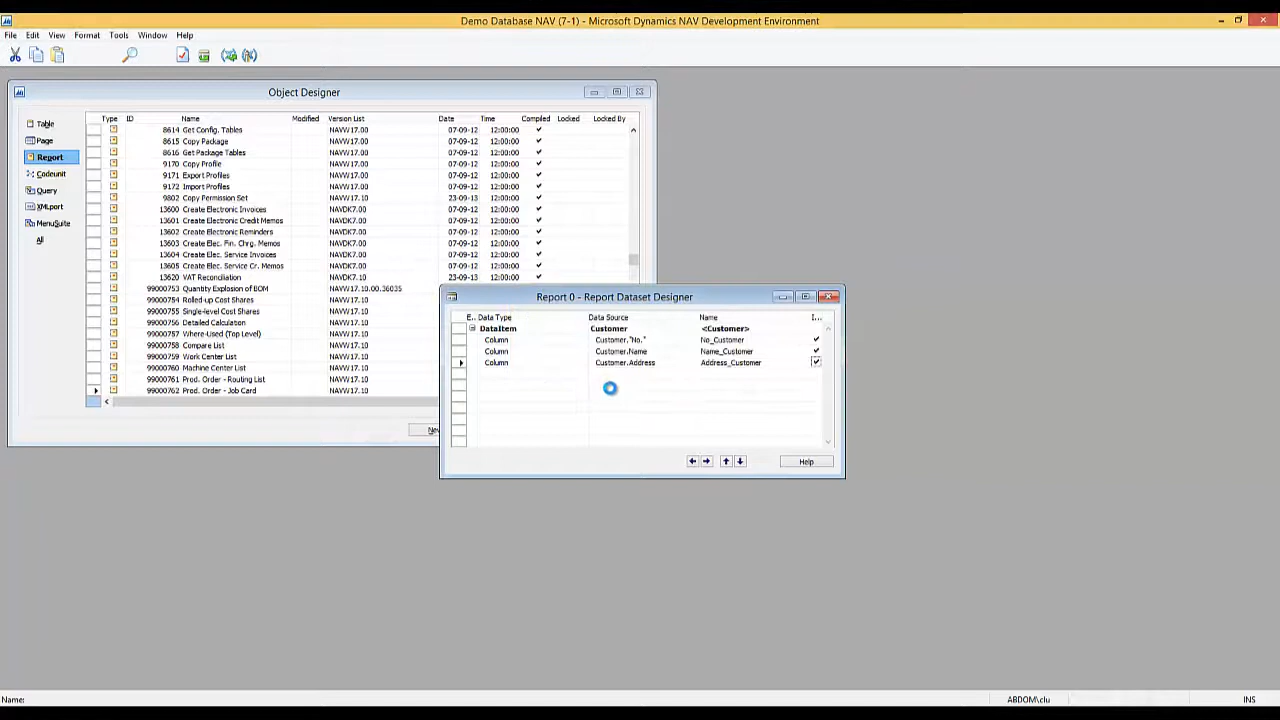 Demo Database NAV (7-1) - Microsoft Dynamics NAV Development Environment
File Edit View Format Tools Window Help
Object Designer
Type ID Name Modified Version List Date Time Compiled Locked Locked By
Table
Page
Report
Codeunit
Query
XMLport
MenuSuite
All
8614 Get Config. Tables NAVW17.00 07-09-12 12:00:00
8615 Copy Package NAVW17.00 07-09-12 12:00:00
8616 Get Package Tables NAVW17.00 07-09-12 12:00:00
9170 Copy Profile NAVW17.00 07-09-12 12:00:00
9171 Export Profiles NAVW17.00 07-09-12 12:00:00
9172 Import Profiles NAVW17.00 07-09-12 12:00:00
9802 Copy Permission Set NAVW17.10 23-09-13 12:00:00
13600 Create Electronic Invoices NAVDK7.00 07-09-12 12:00:00
13601 Create Electronic Credit Memos NAVDK7.00 07-09-12 12:00:00
13602 Create Electronic Reminders NAVDK7.00 07-09-12 12:00:00
13603 Create Elec. Fin. Chrg. Memos NAVDK7.00 07-09-12 12:00:00
13604 Create Elec. Service Invoices NAVDK7.00 07-09-12 12:00:00
13605 Create Elec. Service Cr. Memos NAVDK7.00 07-09-12 12:00:00
13620 VAT Reconciliation NAVDK7.10 23-09-13 12:00:00
99000753 Quantity Explosion of BOM NAVW17.10.00.36035
99000754 Rolled-up Cost Shares NAVW17.10
99000755 Single-level Cost Shares NAVW17.10
99000756 Detailed Calculation NAVW17.10
99000757 Where-Used (Top Level) NAVW17.10
99000758 Compare List NAVW17.10
99000759 Work Center List NAVW17.10
99000760 Machine Center List NAVW17.10
99000761 Prod. Order - Routing List NAVW17.10
99000762 Prod. Order - Job Card NAVW17.10
Report 0 - Report Dataset Designer
E.. Data Type Data Source Name I...
DataItem Customer <Customer>
Column Customer."No." No_Customer
Column Customer.Name Name_Customer
Column Customer.Address Address_Customer
Help
Name: ABDOM\clu INS